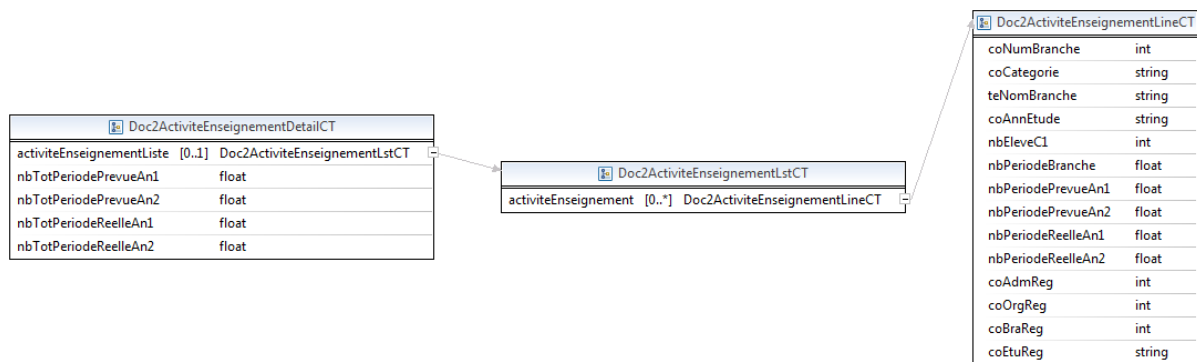 Doc2ActiviteEnseignementDetailCT
activiteEnseignementListe [0..1] Doc2ActiviteEnseignementLstCT
nbTotPeriodePrevueAn1 float
nbTotPeriodePrevueAn2 float
nbTotPeriodeReelleAn1 float
nbTotPeriodeReelleAn2 float
Doc2ActiviteEnseignementLstCT
activiteEnseignement [0..*] Doc2ActiviteEnseignementLineCT
Doc2ActiviteEnseignementLineCT
coNumBranche int
coCategorie string
teNomBranche string
coAnnEtude string
nbEleveC1 int
nbPeriodeBranche float
nbPeriodePrevueAn1 float
nbPeriodePrevueAn2 float
nbPeriodeReelleAn1 float
nbPeriodeReelleAn2 float
coAdmReg int
coOrgReg int
coBraReg int
coEtuReg string